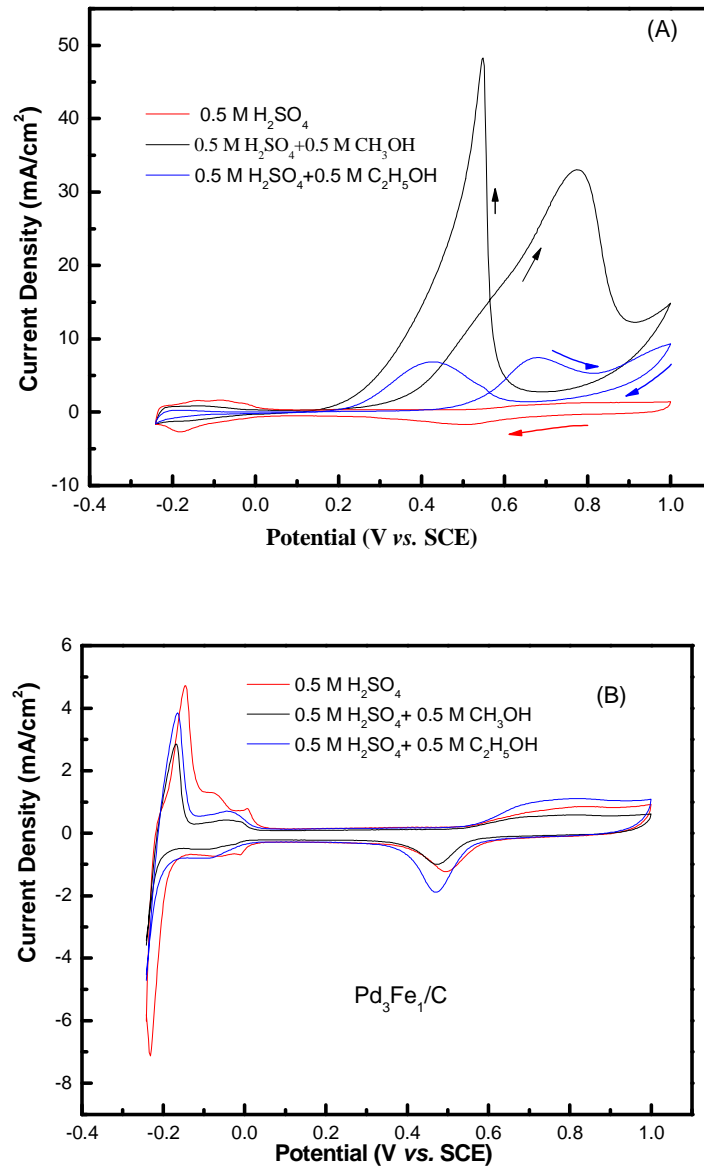 (A)
50
40
30
20
10
0
-10
Current Density (mA/cm²)
0.5 M H₂SO₄
0.5 M H₂SO₄+0.5 M CH₃OH
0.5 M H₂SO₄+0.5 M C₂H₅OH
-0.4 -0.2 0.0 0.2 0.4 0.6 0.8 1.0
Potential (V vs. SCE)
(B)
6
4
2
0
-2
-4
-6
-8
Current Density (mA/cm²)
0.5 M H₂SO₄
0.5 M H₂SO₄+ 0.5 M CH₃OH
0.5 M H₂SO₄+ 0.5 M C₂H₅OH
Pd₃Fe₁/C
-0.4 -0.2 0.0 0.2 0.4 0.6 0.8 1.0
Potential (V vs. SCE)